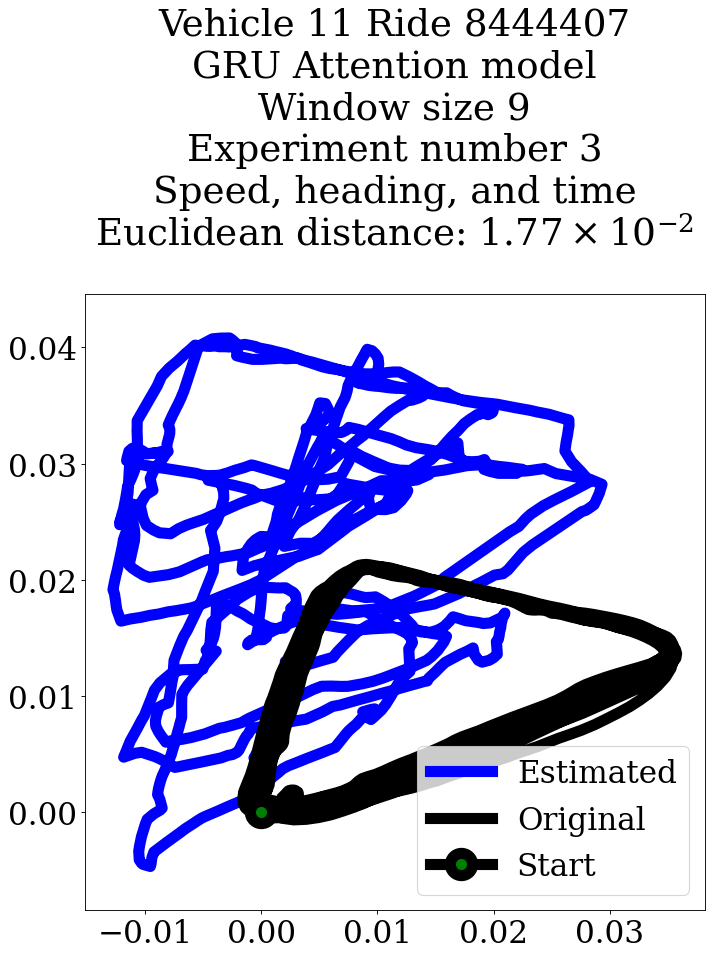 Vehicle 11 Ride 8444407
GRU Attention model
Window size 9
Experiment number 3
Speed, heading, and time
Euclidean distance: 1.77 × 10⁻²
0.04
0.03
0.02
0.01
0.00
−0.01 0.00 0.01 0.02 0.03
Estimated
Original
Start